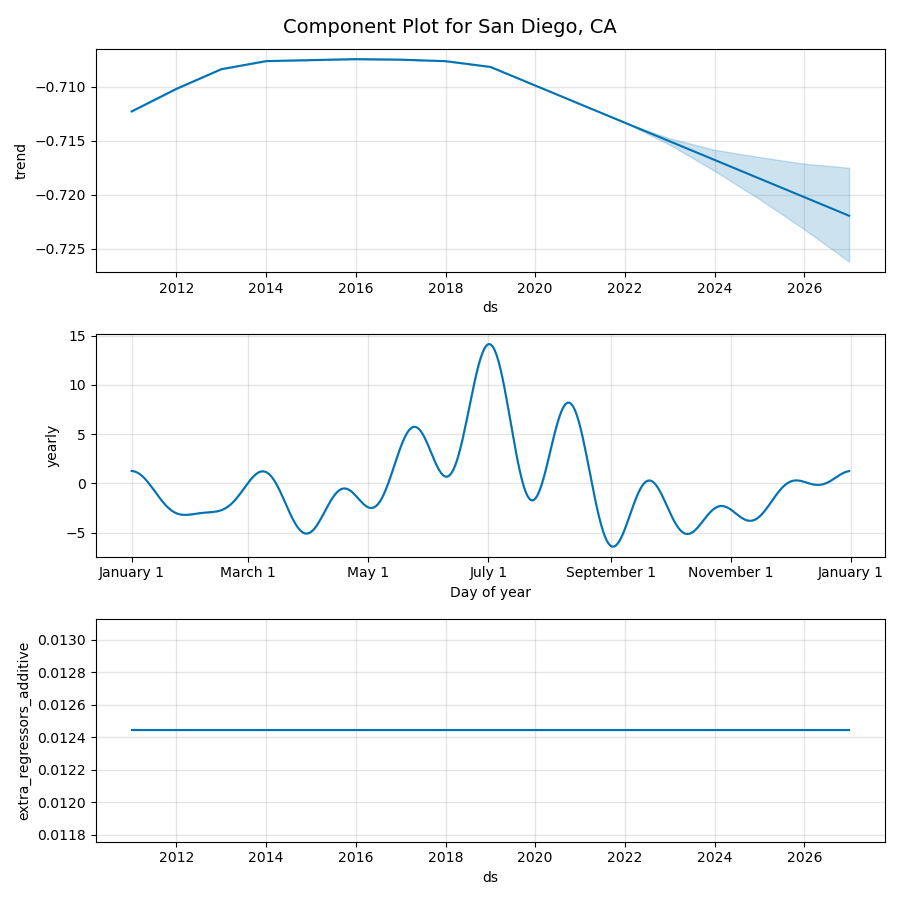 Component Plot for San Diego, CA
−0.710
−0.715
−0.720
−0.725
trend
2012 2014 2016 2018 2020 2022 2024 2026
ds
15
10
5
0
−5
yearly
January 1 March 1 May 1 July 1 September 1 November 1 January 1
Day of year
0.0130
0.0128
0.0126
0.0124
0.0122
0.0120
0.0118
extra_regressors_additive
2012 2014 2016 2018 2020 2022 2024 2026
ds